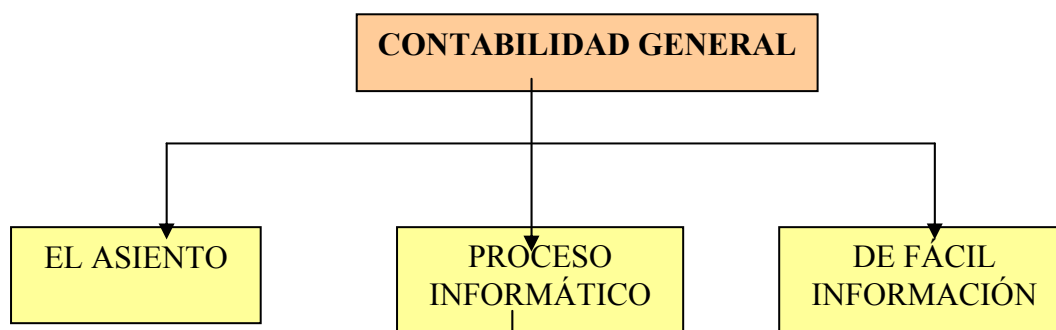 CONTABILIDAD GENERAL
EL ASIENTO
PROCESO
INFORMÁTICO
DE FÁCIL
INFORMACIÓN